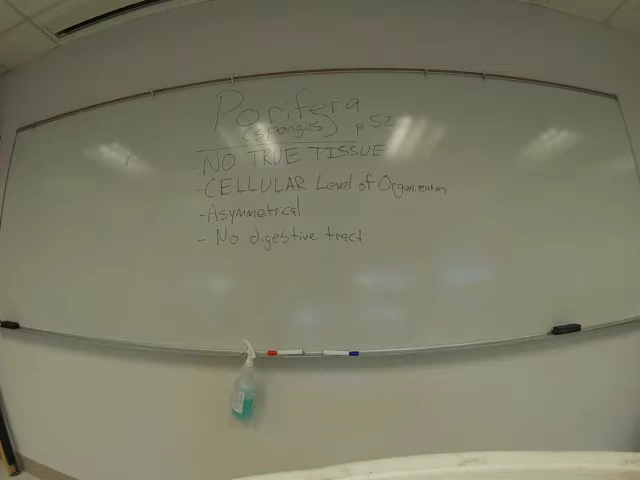 Porifera
(sponges) p 52
- NO TRUE TISSUE
- CELLULAR Level of Organization
- Asymmetrical
- No digestive tract